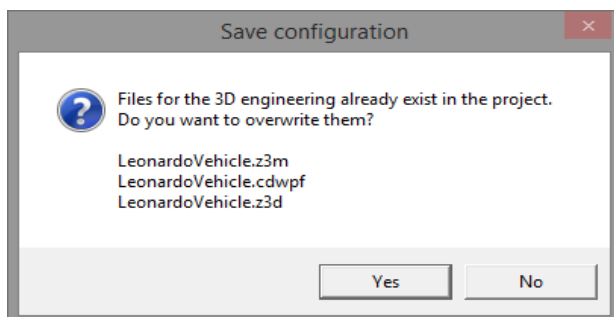 Save configuration
Files for the 3D engineering already exist in the project.
Do you want to overwrite them?
LeonardoVehicle.z3m
LeonardoVehicle.cdwpf
LeonardoVehicle.z3d
Yes
No